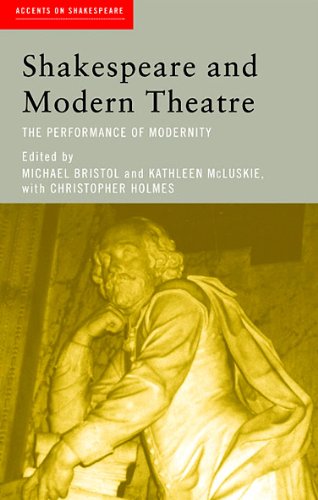 ACCENTS ON SHAKESPEARE
Shakespeare and
Modern Theatre
THE PERFORMANCE OF MODERNITY
Edited by
MICHAEL BRISTOL and KATHLEEN McLUSKIE,
with CHRISTOPHER HOLMES